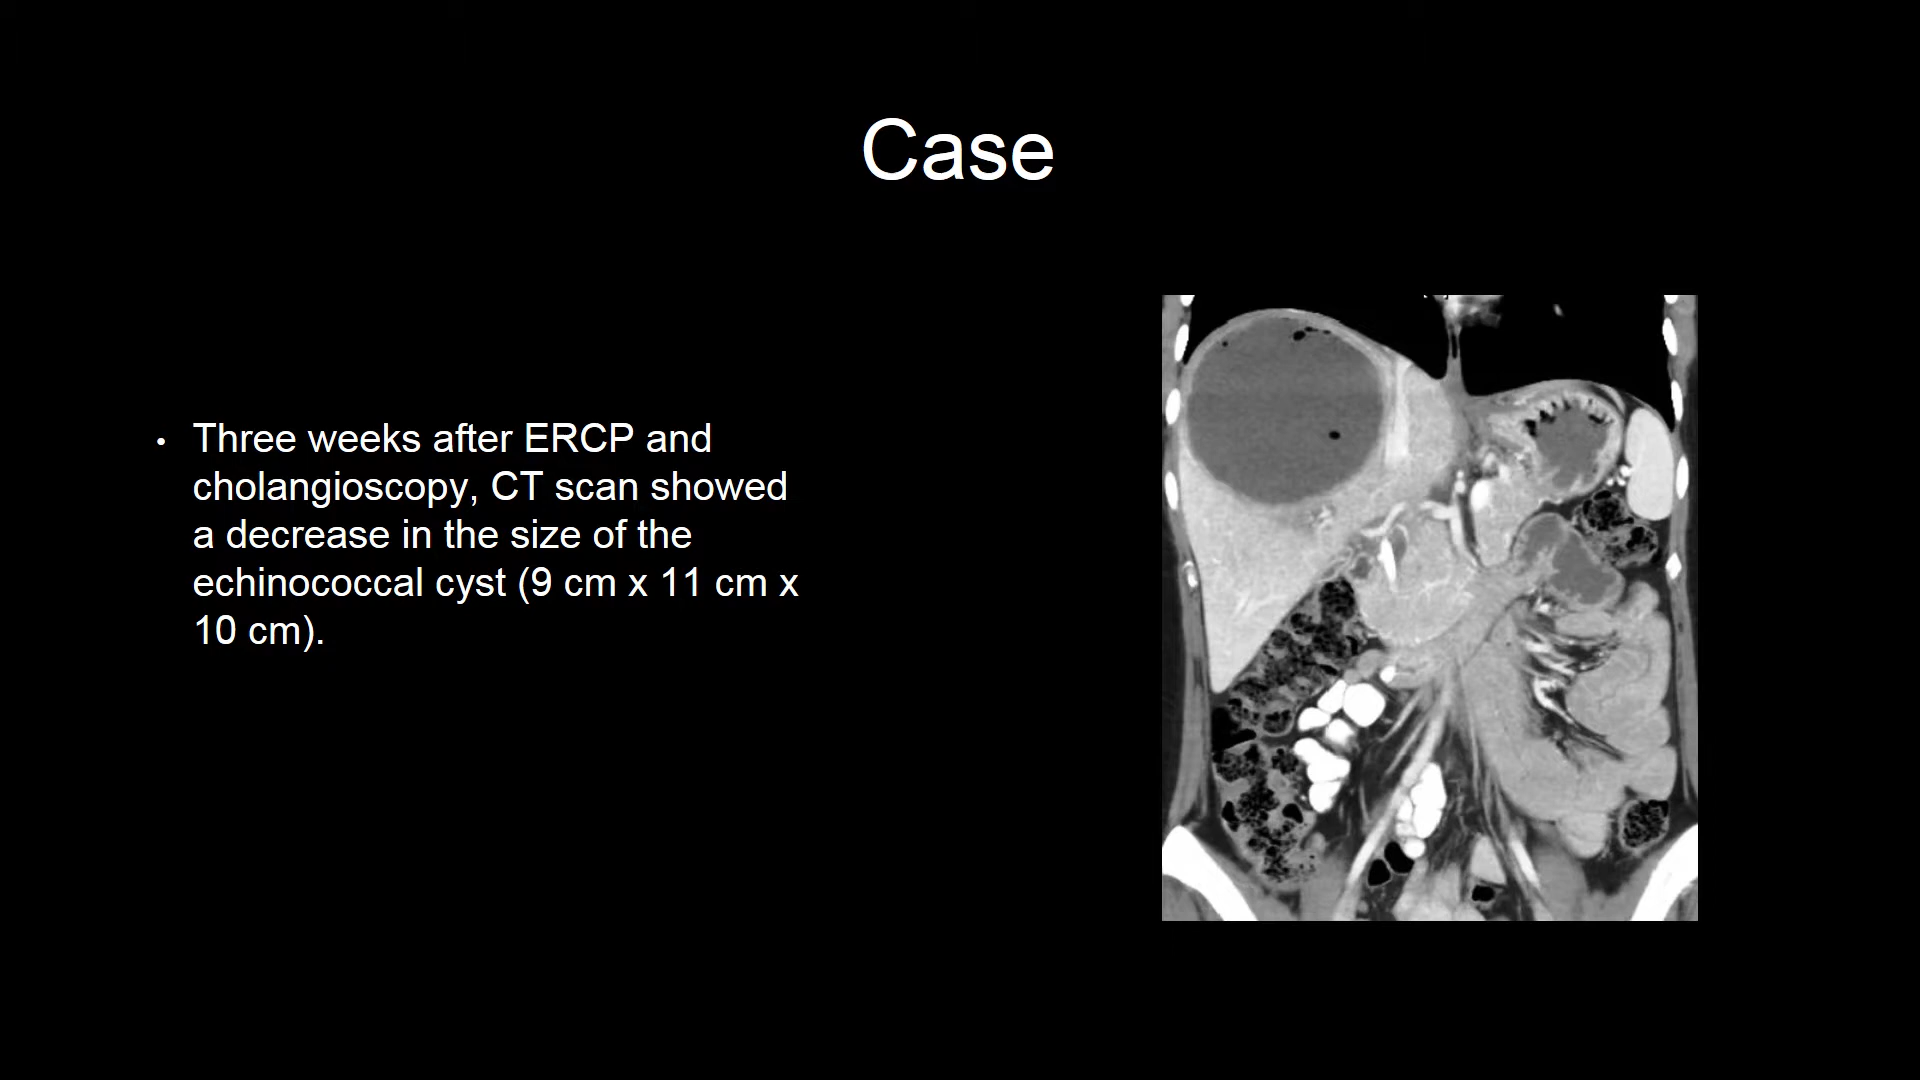 Case
• Three weeks after ERCP and
cholangioscopy, CT scan showed
a decrease in the size of the
echinococcal cyst (9 cm x 11 cm x
10 cm).